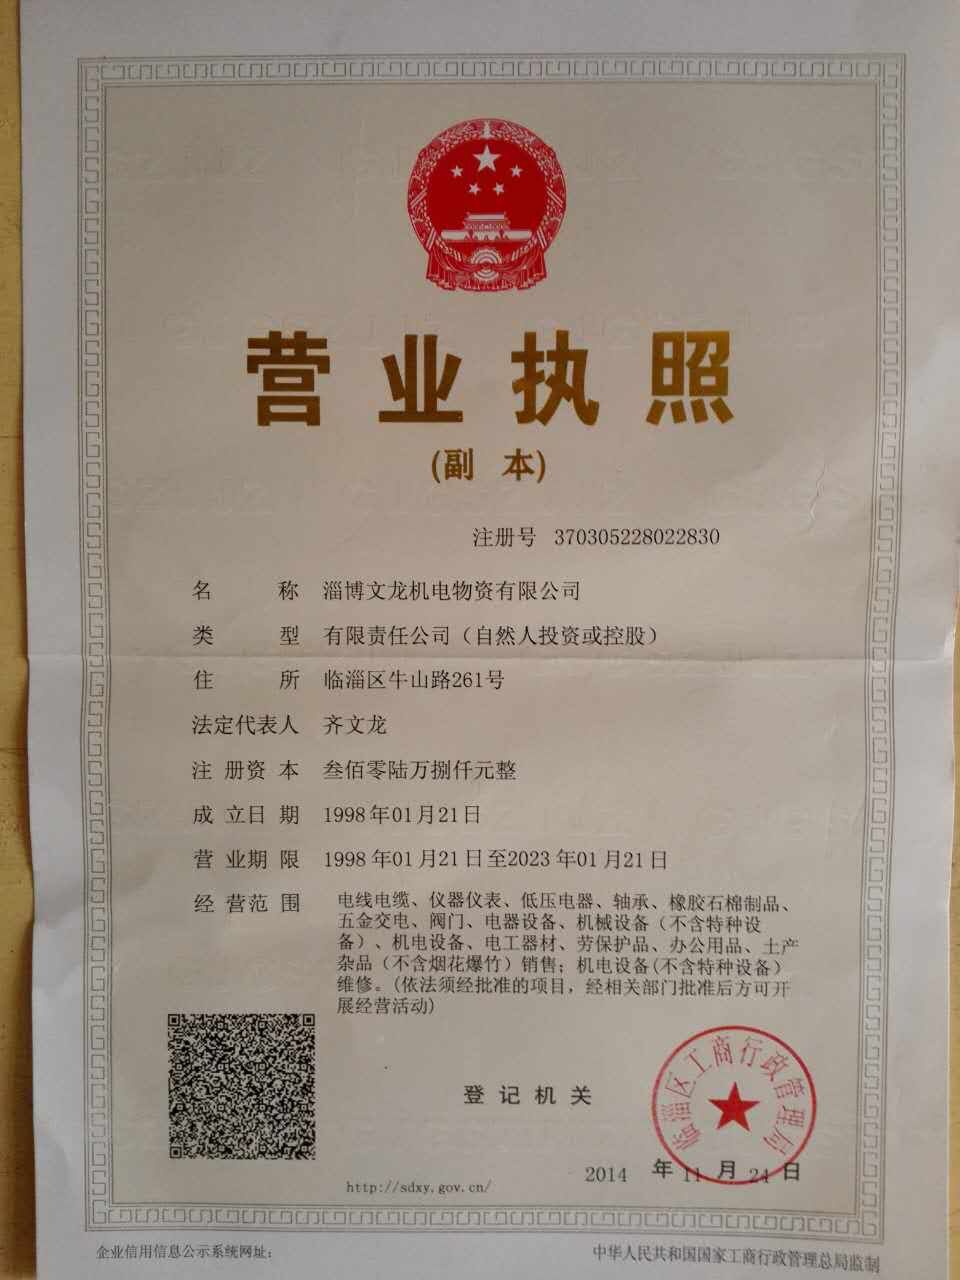 营业执照
(副 本)
注册号 370305228022830
名 称 淄博文龙机电物资有限公司
类 型 有限责任公司（自然人投资或控股）
住 所 临淄区牛山路261号
法定代表人 齐文龙
注册资本 叁佰零陆万捌仟元整
成立日期 1998年01月21日
营业期限 1998年01月21日至2023年01月21日
经营范围 电线电缆、仪器仪表、低压电器、轴承、橡胶石棉制品、
五金交电、阀门、电器设备、机械设备（不含特种设
备）、机电设备、电工器材、劳保护品、办公用品、土产
杂品（不含烟花爆竹）销售；机电设备(不含特种设备）
维修。(依法须经批准的项目，经相关部门批准后方可开
展经营活动)
登记机关
临淄区工商行政管理局
2014 年 11 月 24 日
http://sdxy.gov.cn/
企业信用信息公示系统网址：
中华人民共和国国家工商行政管理总局监制